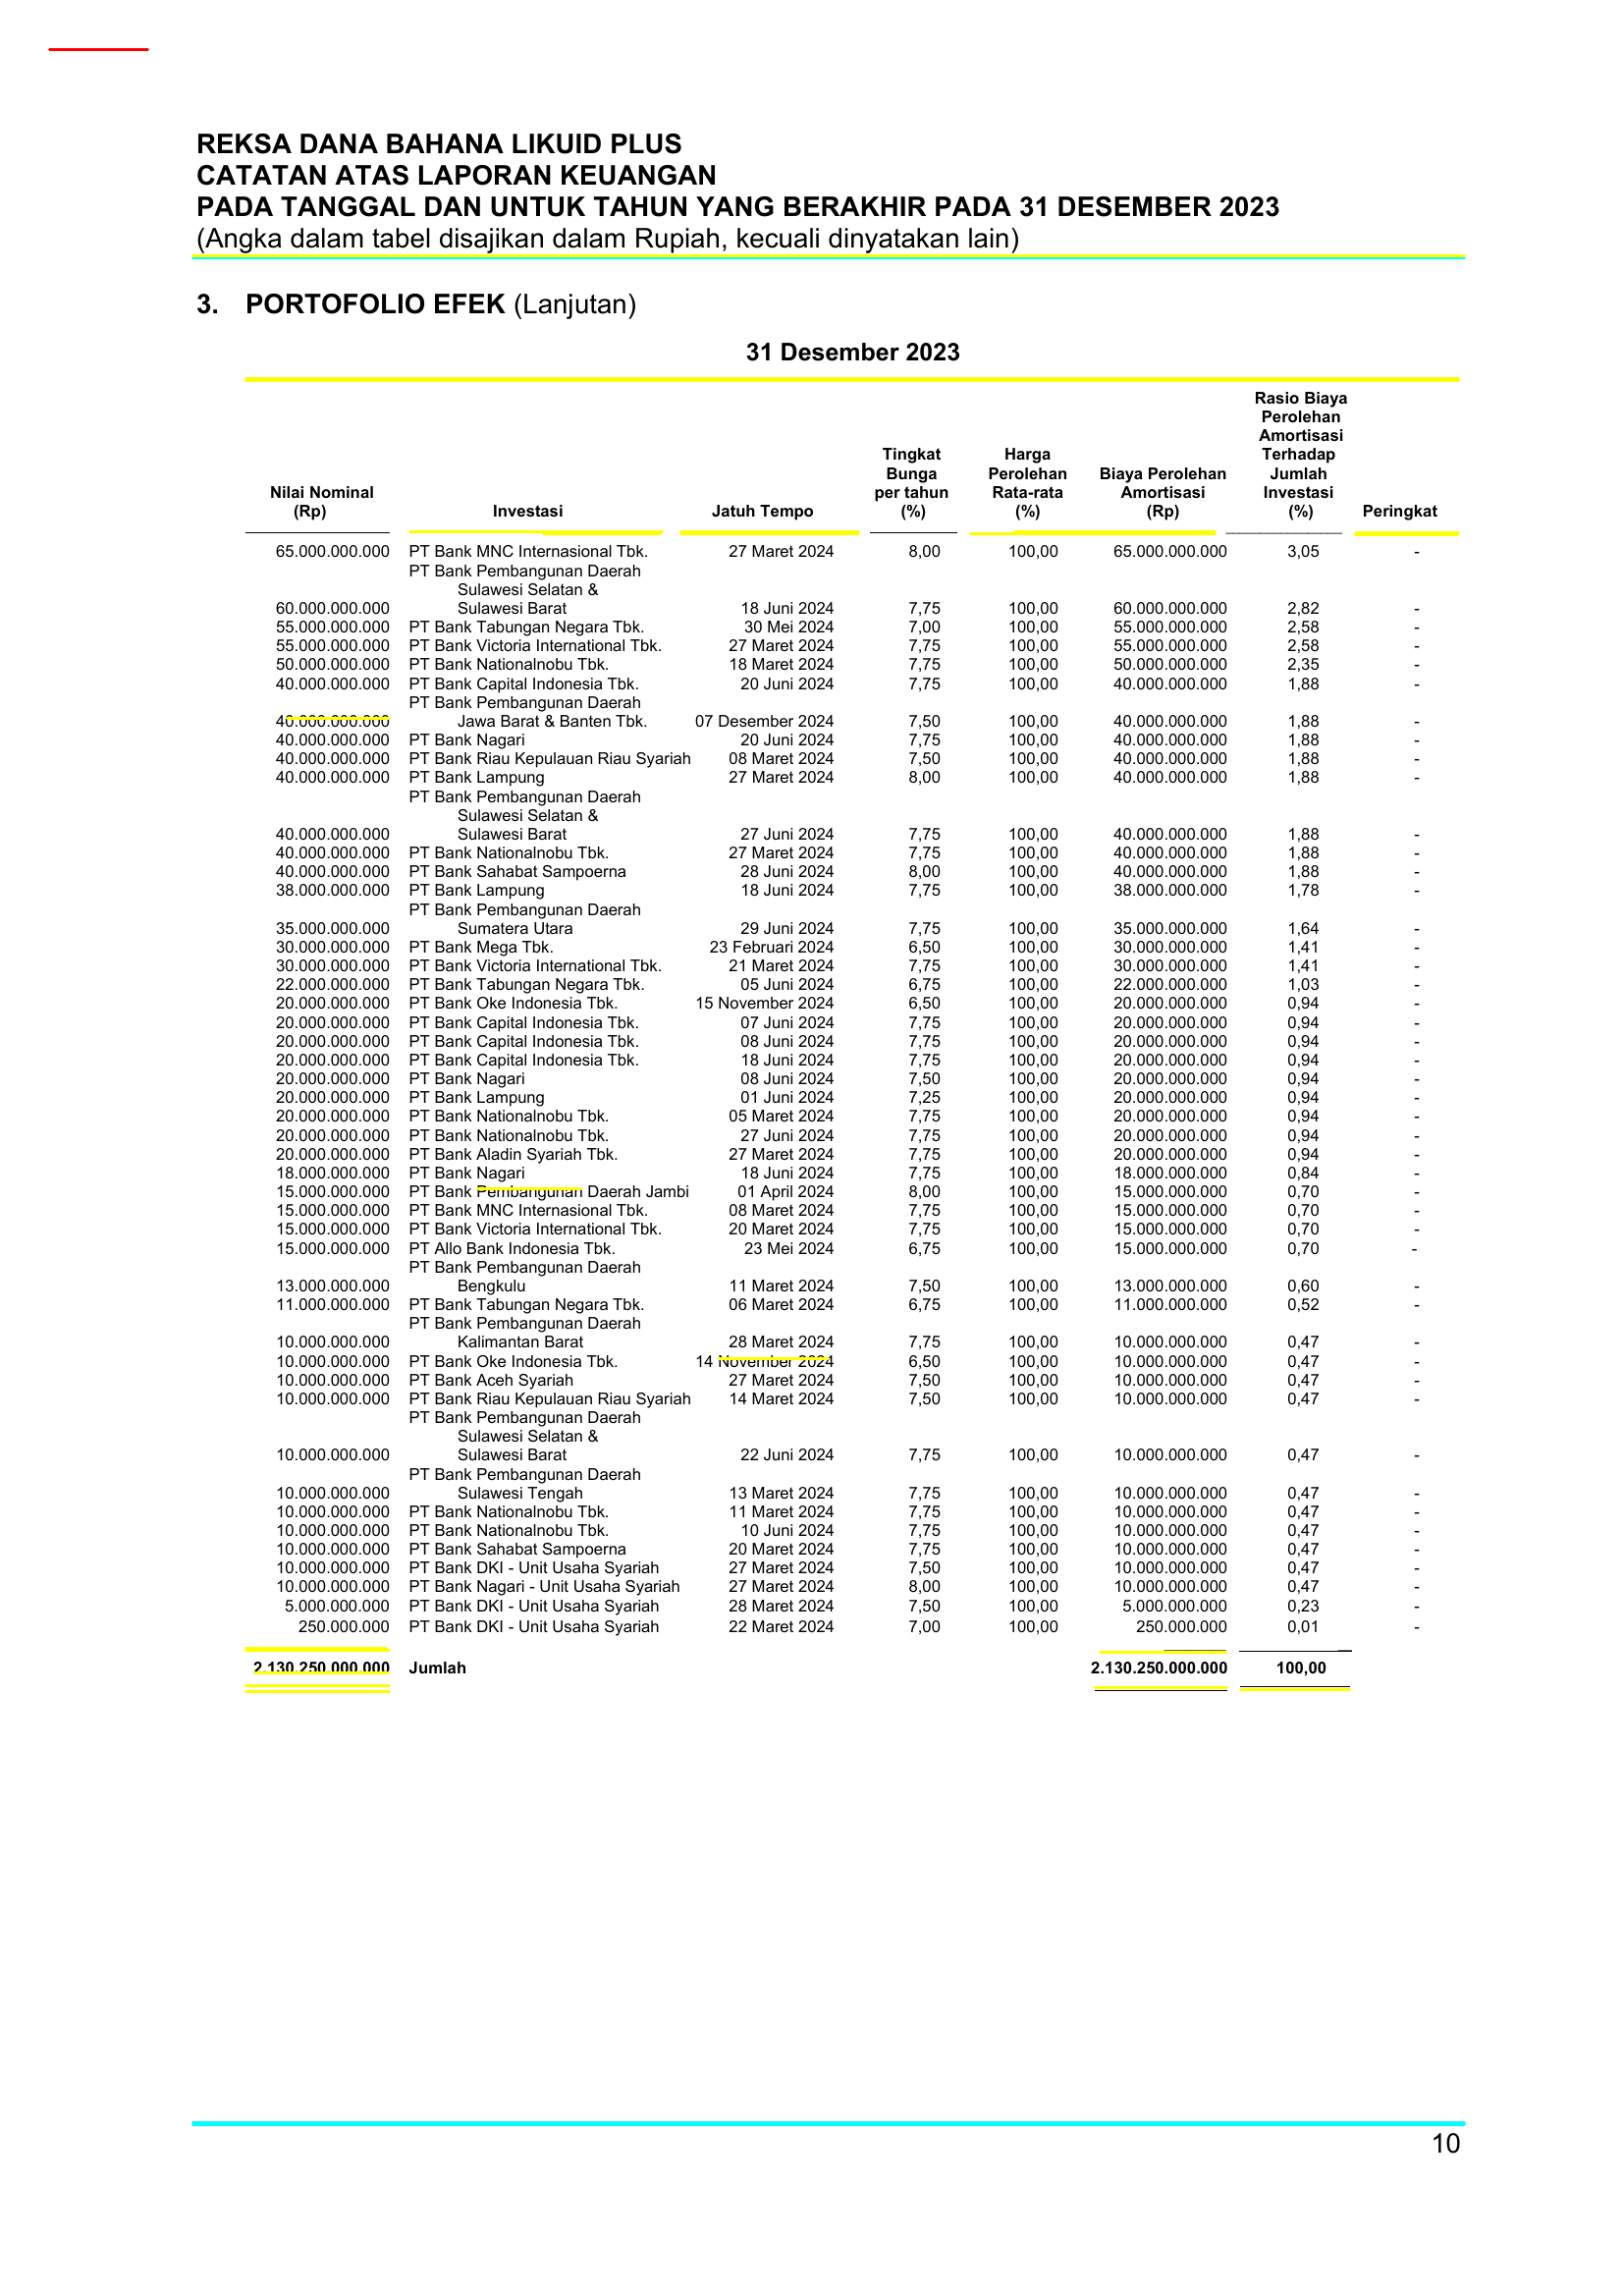 REKSA DANA BAHANA LIKUID PLUS
CATATAN ATAS LAPORAN KEUANGAN
PADA TANGGAL DAN UNTUK TAHUN YANG BERAKHIR PADA 31 DESEMBER 2023
(Angka dalam tabel disajikan dalam Rupiah, kecuali dinyatakan lain)
3. PORTOFOLIO EFEK (Lanjutan)
31 Desember 2023
Rasio Biaya
Perolehan
Amortisasi
Tingkat Harga Terhadap
Bunga Perolehan Biaya Perolehan Jumlah
Nilai Nominal per tahun Rata-rata Amortisasi Investasi
(Rp) Investasi Jatuh Tempo (%) (%) (Rp) (%) Peringkat
65.000.000.000 PT Bank MNC Internasional Tbk. 27 Maret 2024 8,00 100,00 65.000.000.000 3,05 -
PT Bank Pembangunan Daerah
Sulawesi Selatan &
60.000.000.000 Sulawesi Barat 18 Juni 2024 7,75 100,00 60.000.000.000 2,82 -
55.000.000.000 PT Bank Tabungan Negara Tbk. 30 Mei 2024 7,00 100,00 55.000.000.000 2,58 -
55.000.000.000 PT Bank Victoria International Tbk. 27 Maret 2024 7,75 100,00 55.000.000.000 2,58 -
50.000.000.000 PT Bank Nationalnobu Tbk. 18 Maret 2024 7,75 100,00 50.000.000.000 2,35 -
40.000.000.000 PT Bank Capital Indonesia Tbk. 20 Juni 2024 7,75 100,00 40.000.000.000 1,88 -
PT Bank Pembangunan Daerah
40.000.000.000 Jawa Barat & Banten Tbk. 07 Desember 2024 7,50 100,00 40.000.000.000 1,88 -
40.000.000.000 PT Bank Nagari 20 Juni 2024 7,75 100,00 40.000.000.000 1,88 -
40.000.000.000 PT Bank Riau Kepulauan Riau Syariah 08 Maret 2024 7,50 100,00 40.000.000.000 1,88 -
40.000.000.000 PT Bank Lampung 27 Maret 2024 8,00 100,00 40.000.000.000 1,88 -
PT Bank Pembangunan Daerah
Sulawesi Selatan &
40.000.000.000 Sulawesi Barat 27 Juni 2024 7,75 100,00 40.000.000.000 1,88 -
40.000.000.000 PT Bank Nationalnobu Tbk. 27 Maret 2024 7,75 100,00 40.000.000.000 1,88 -
40.000.000.000 PT Bank Sahabat Sampoerna 28 Juni 2024 8,00 100,00 40.000.000.000 1,88 -
38.000.000.000 PT Bank Lampung 18 Juni 2024 7,75 100,00 38.000.000.000 1,78 -
PT Bank Pembangunan Daerah
35.000.000.000 Sumatera Utara 29 Juni 2024 7,75 100,00 35.000.000.000 1,64 -
30.000.000.000 PT Bank Mega Tbk. 23 Februari 2024 6,50 100,00 30.000.000.000 1,41 -
30.000.000.000 PT Bank Victoria International Tbk. 21 Maret 2024 7,75 100,00 30.000.000.000 1,41 -
22.000.000.000 PT Bank Tabungan Negara Tbk. 05 Juni 2024 6,75 100,00 22.000.000.000 1,03 -
20.000.000.000 PT Bank Oke Indonesia Tbk. 15 November 2024 6,50 100,00 20.000.000.000 0,94 -
20.000.000.000 PT Bank Capital Indonesia Tbk. 07 Juni 2024 7,75 100,00 20.000.000.000 0,94 -
20.000.000.000 PT Bank Capital Indonesia Tbk. 08 Juni 2024 7,75 100,00 20.000.000.000 0,94 -
20.000.000.000 PT Bank Capital Indonesia Tbk. 18 Juni 2024 7,75 100,00 20.000.000.000 0,94 -
20.000.000.000 PT Bank Nagari 08 Juni 2024 7,50 100,00 20.000.000.000 0,94 -
20.000.000.000 PT Bank Lampung 01 Juni 2024 7,25 100,00 20.000.000.000 0,94 -
20.000.000.000 PT Bank Nationalnobu Tbk. 05 Maret 2024 7,75 100,00 20.000.000.000 0,94 -
20.000.000.000 PT Bank Nationalnobu Tbk. 27 Juni 2024 7,75 100,00 20.000.000.000 0,94 -
20.000.000.000 PT Bank Aladin Syariah Tbk. 27 Maret 2024 7,75 100,00 20.000.000.000 0,94 -
18.000.000.000 PT Bank Nagari 18 Juni 2024 7,75 100,00 18.000.000.000 0,84 -
15.000.000.000 PT Bank Pembangunan Daerah Jambi 01 April 2024 8,00 100,00 15.000.000.000 0,70 -
15.000.000.000 PT Bank MNC Internasional Tbk. 08 Maret 2024 7,75 100,00 15.000.000.000 0,70 -
15.000.000.000 PT Bank Victoria International Tbk. 20 Maret 2024 7,75 100,00 15.000.000.000 0,70 -
15.000.000.000 PT Allo Bank Indonesia Tbk. 23 Mei 2024 6,75 100,00 15.000.000.000 0,70 -
PT Bank Pembangunan Daerah
13.000.000.000 Bengkulu 11 Maret 2024 7,50 100,00 13.000.000.000 0,60 -
11.000.000.000 PT Bank Tabungan Negara Tbk. 06 Maret 2024 6,75 100,00 11.000.000.000 0,52 -
PT Bank Pembangunan Daerah
10.000.000.000 Kalimantan Barat 28 Maret 2024 7,75 100,00 10.000.000.000 0,47 -
10.000.000.000 PT Bank Oke Indonesia Tbk. 14 November 2024 6,50 100,00 10.000.000.000 0,47 -
10.000.000.000 PT Bank Aceh Syariah 27 Maret 2024 7,50 100,00 10.000.000.000 0,47 -
10.000.000.000 PT Bank Riau Kepulauan Riau Syariah 14 Maret 2024 7,50 100,00 10.000.000.000 0,47 -
PT Bank Pembangunan Daerah
Sulawesi Selatan &
10.000.000.000 Sulawesi Barat 22 Juni 2024 7,75 100,00 10.000.000.000 0,47 -
PT Bank Pembangunan Daerah
10.000.000.000 Sulawesi Tengah 13 Maret 2024 7,75 100,00 10.000.000.000 0,47 -
10.000.000.000 PT Bank Nationalnobu Tbk. 11 Maret 2024 7,75 100,00 10.000.000.000 0,47 -
10.000.000.000 PT Bank Nationalnobu Tbk. 10 Juni 2024 7,75 100,00 10.000.000.000 0,47 -
10.000.000.000 PT Bank Sahabat Sampoerna 20 Maret 2024 7,75 100,00 10.000.000.000 0,47 -
10.000.000.000 PT Bank DKI - Unit Usaha Syariah 27 Maret 2024 7,50 100,00 10.000.000.000 0,47 -
10.000.000.000 PT Bank Nagari - Unit Usaha Syariah 27 Maret 2024 8,00 100,00 10.000.000.000 0,47 -
5.000.000.000 PT Bank DKI - Unit Usaha Syariah 28 Maret 2024 7,50 100,00 5.000.000.000 0,23 -
250.000.000 PT Bank DKI - Unit Usaha Syariah 22 Maret 2024 7,00 100,00 250.000.000 0,01 -
2.130.250.000.000 Jumlah 2.130.250.000.000 100,00
10